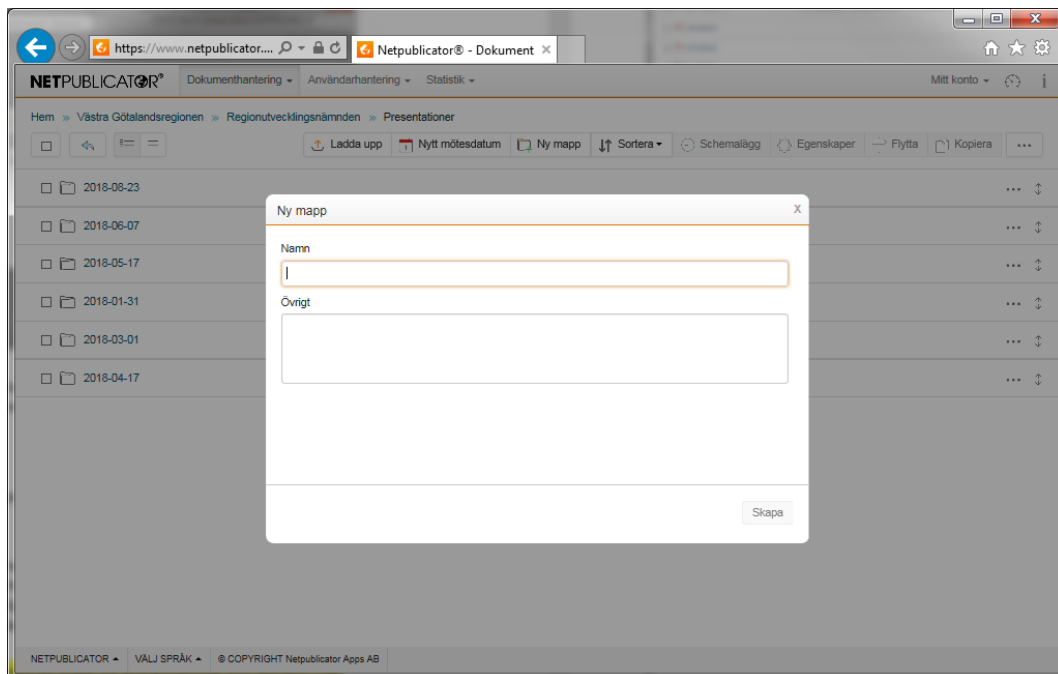 https://www.netpublicator....
Netpublicator® - Dokument
NETPUBLICAT@R® Dokumenthantering Användarhantering Statistik Mitt konto
Hem » Västra Götalandsregionen » Regionutvecklingsnämnden » Presentationer
Ladda upp Nytt mötesdatum Ny mapp Sortera Schemalägg Egenskaper Flytta Kopiera ...
2018-08-23
2018-06-07
2018-05-17
2018-01-31
2018-03-01
2018-04-17
Ny mapp x
Namn
Övrigt
Skapa
NETPUBLICATOR VÄLJ SPRÅK © COPYRIGHT Netpublicator Apps AB